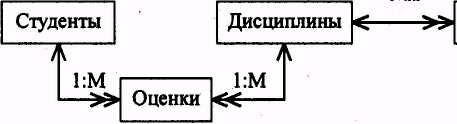 Студенты
Дисциплины
1:М
1:М
Оценки